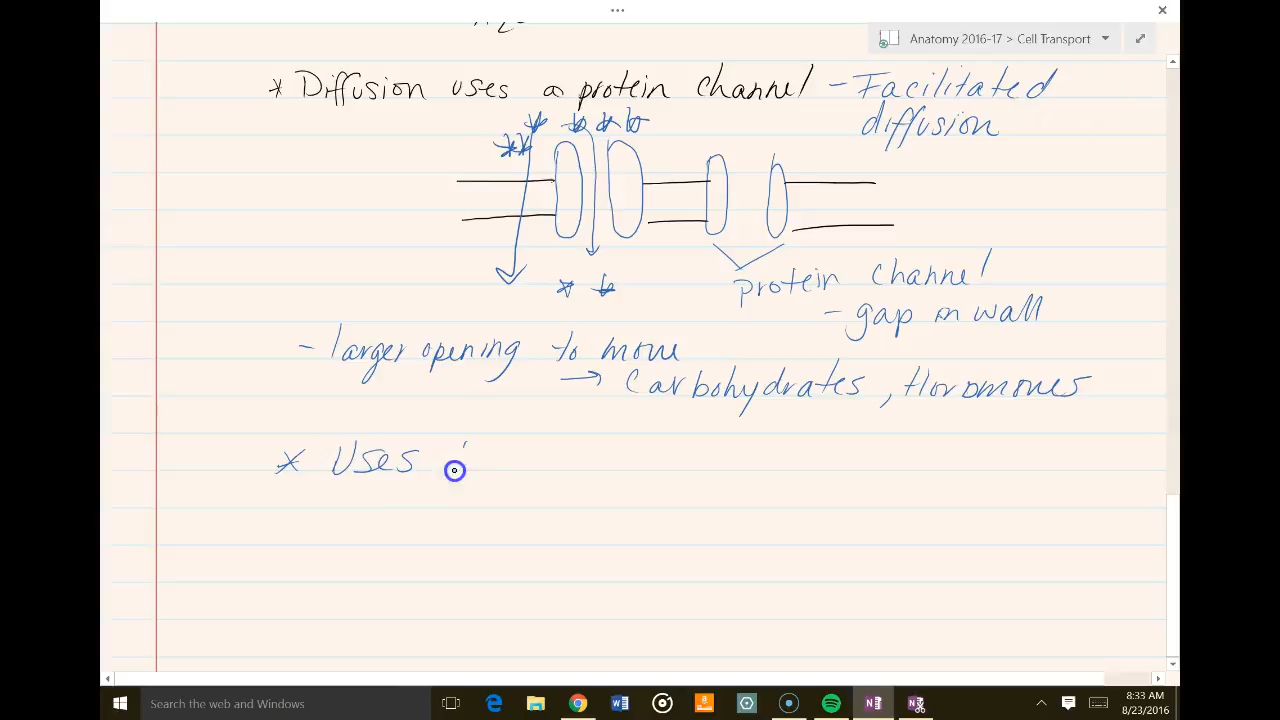 Anatomy 2016-17 > Cell Transport
* Diffusion uses a protein channel - Facilitated
diffusion
protein channel
- gap in wall
- larger opening to move
→ Carbohydrates, Horomones
* Uses
Search the web and Windows
8:33 AM
8/23/2016